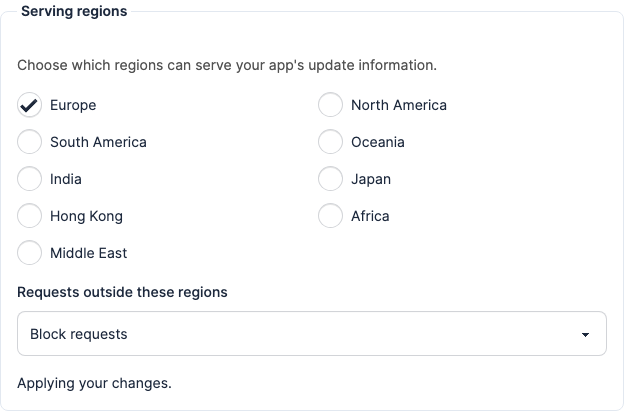 Serving regions
Choose which regions can serve your app's update information.
Europe
North America
South America
Oceania
India
Japan
Hong Kong
Africa
Middle East
Requests outside these regions
Block requests
Applying your changes.